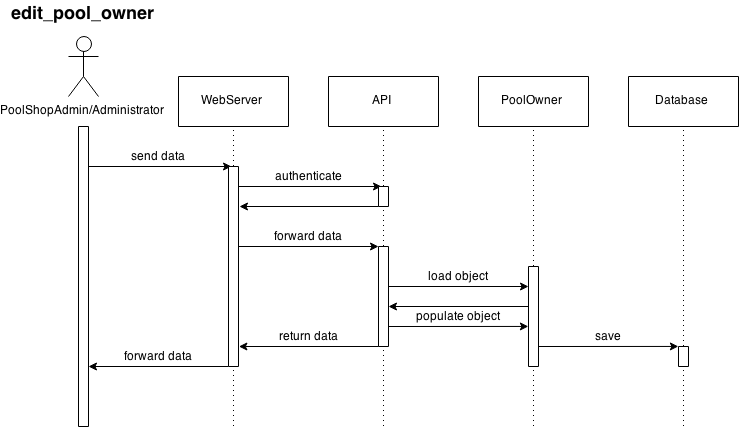 edit_pool_owner
PoolShopAdmin/Administrator
WebServer
API
PoolOwner
Database
send data
authenticate
forward data
load object
populate object
return data
save
forward data